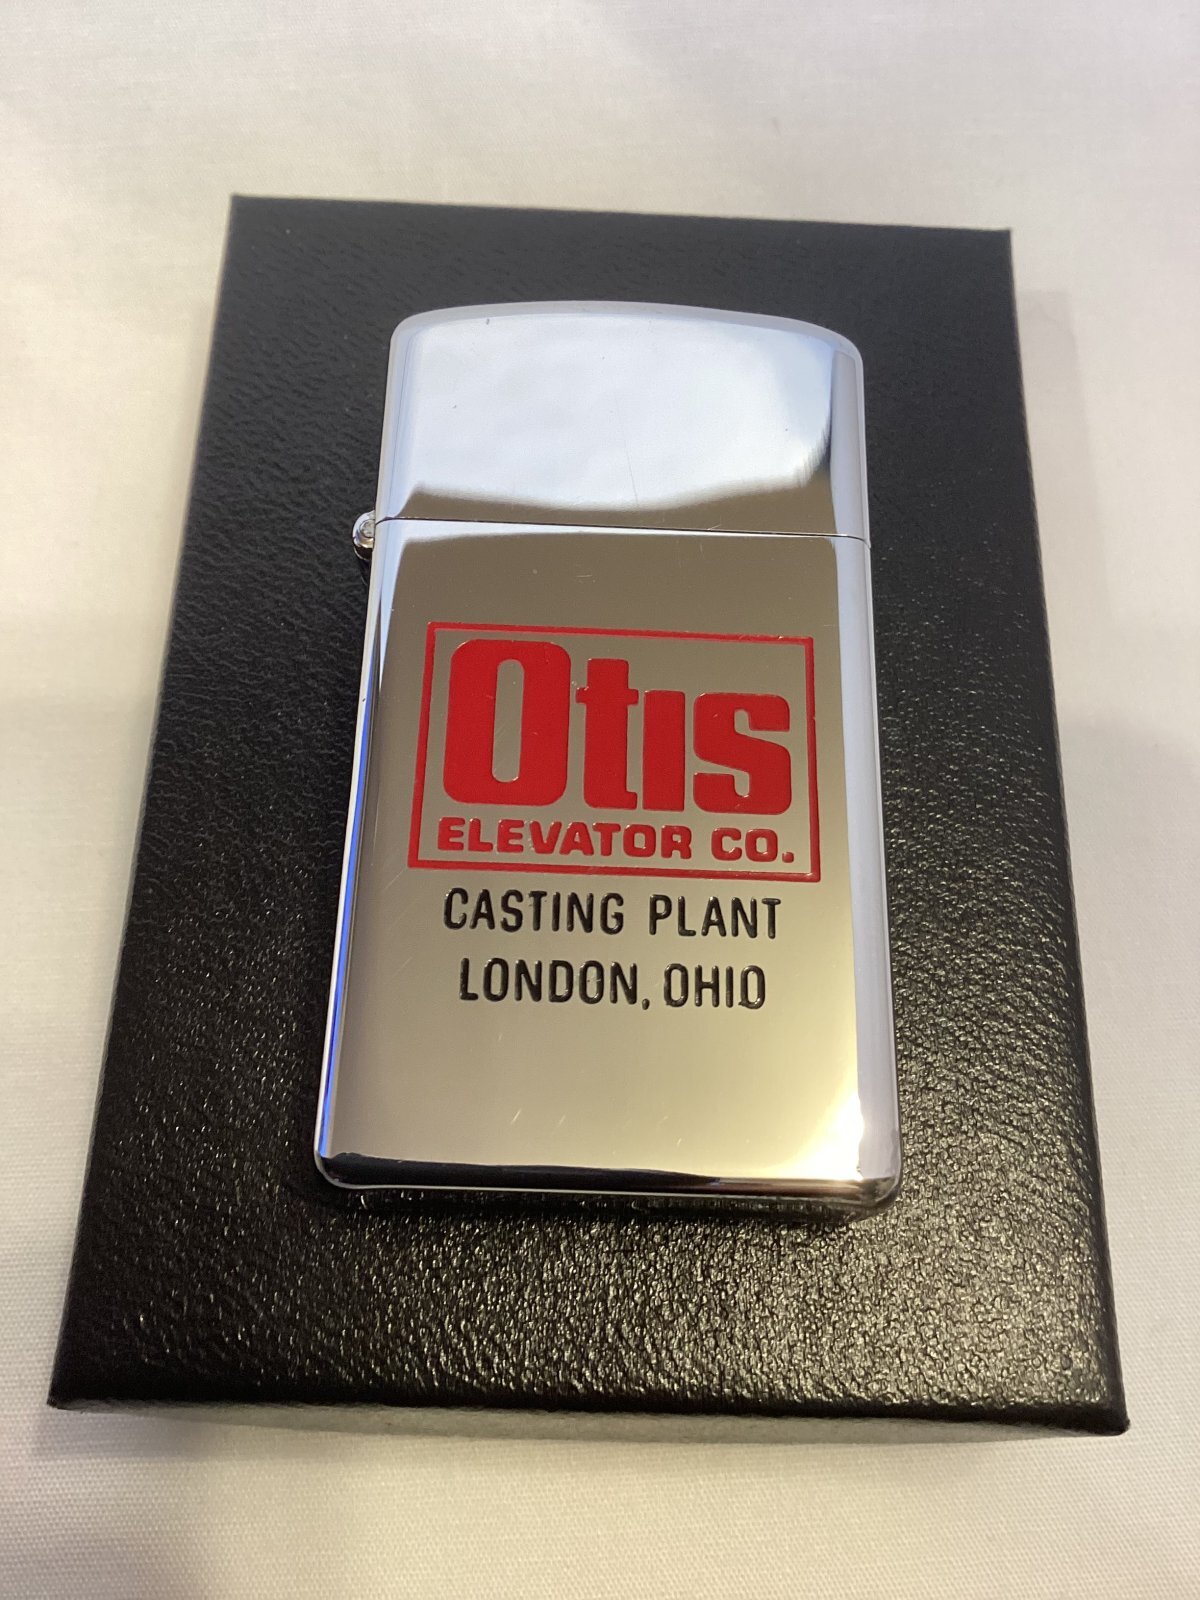 Otis
ELEVATOR CO.
CASTING PLANT
LONDON, OHIO